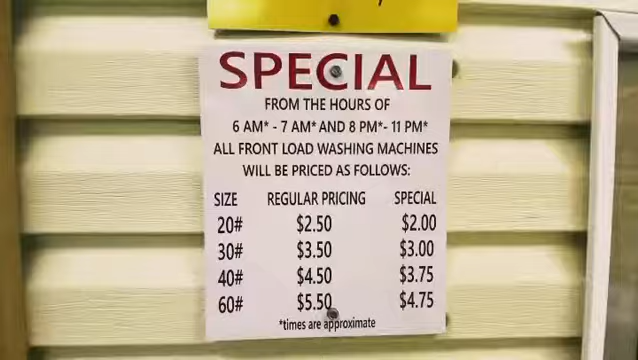 SPECIAL
FROM THE HOURS OF
6 AM* - 7 AM* AND 8 PM*- 11 PM*
ALL FRONT LOAD WASHING MACHINES
WILL BE PRICED AS FOLLOWS:
SIZE REGULAR PRICING SPECIAL
20# $2.50 $2.00
30# $3.50 $3.00
40# $4.50 $3.75
60# $5.50 $4.75
*times are approximate